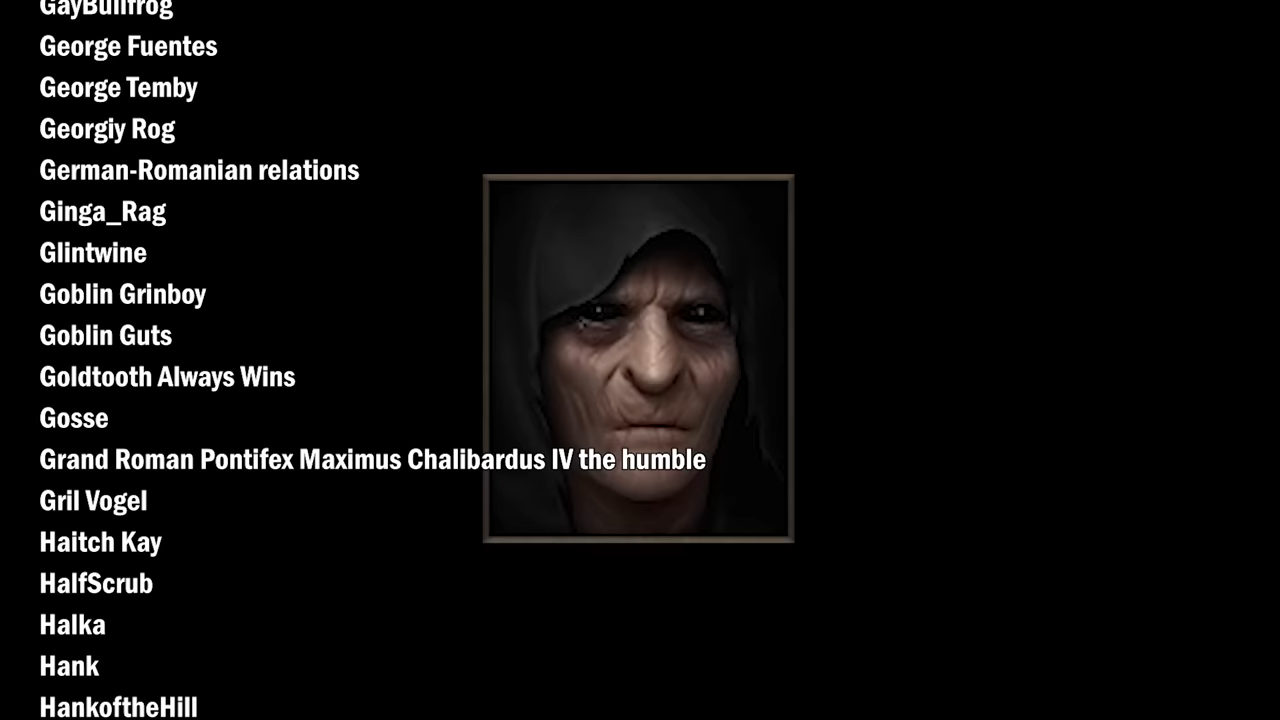 GayBullfrog
George Fuentes
George Temby
Georgiy Rog
German-Romanian relations
Ginga_Rag
Glintwine
Goblin Grinboy
Goblin Guts
Goldtooth Always Wins
Gosse
Grand Roman Pontifex Maximus Chalibardus IV the humble
Gril Vogel
Haitch Kay
HalfScrub
Halka
Hank
HankoftheHill